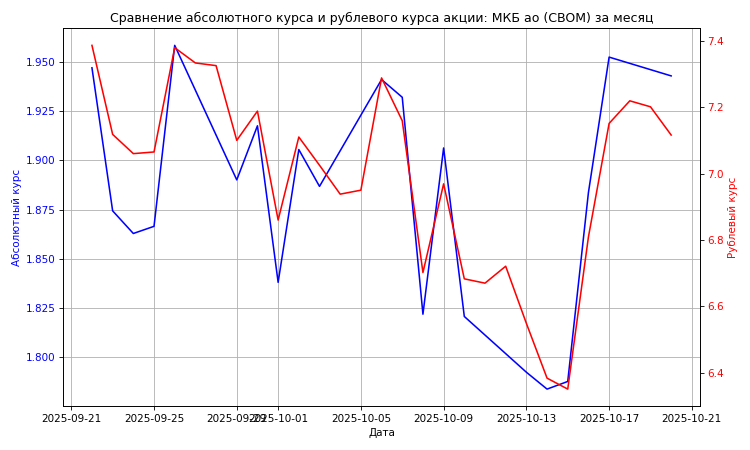 Сравнение абсолютного курса и рублевого курса акции: МКБ ао (CBOM) за месяц
Абсолютный курс
1.950
1.925
1.900
1.875
1.850
1.825
1.800
7.4
7.2
7.0
6.8
6.6
6.4
Рублевый курс
2025-09-21 2025-09-25 2025-09-29 2025-10-01 2025-10-05 2025-10-09 2025-10-13 2025-10-17 2025-10-21
Дата